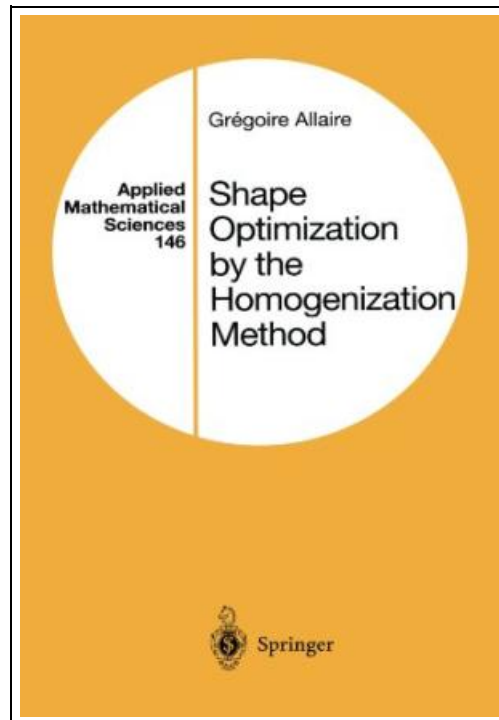 Grégoire Allaire
Applied
Mathematical
Sciences
146
Shape
Optimization
by the
Homogenization
Method
Springer